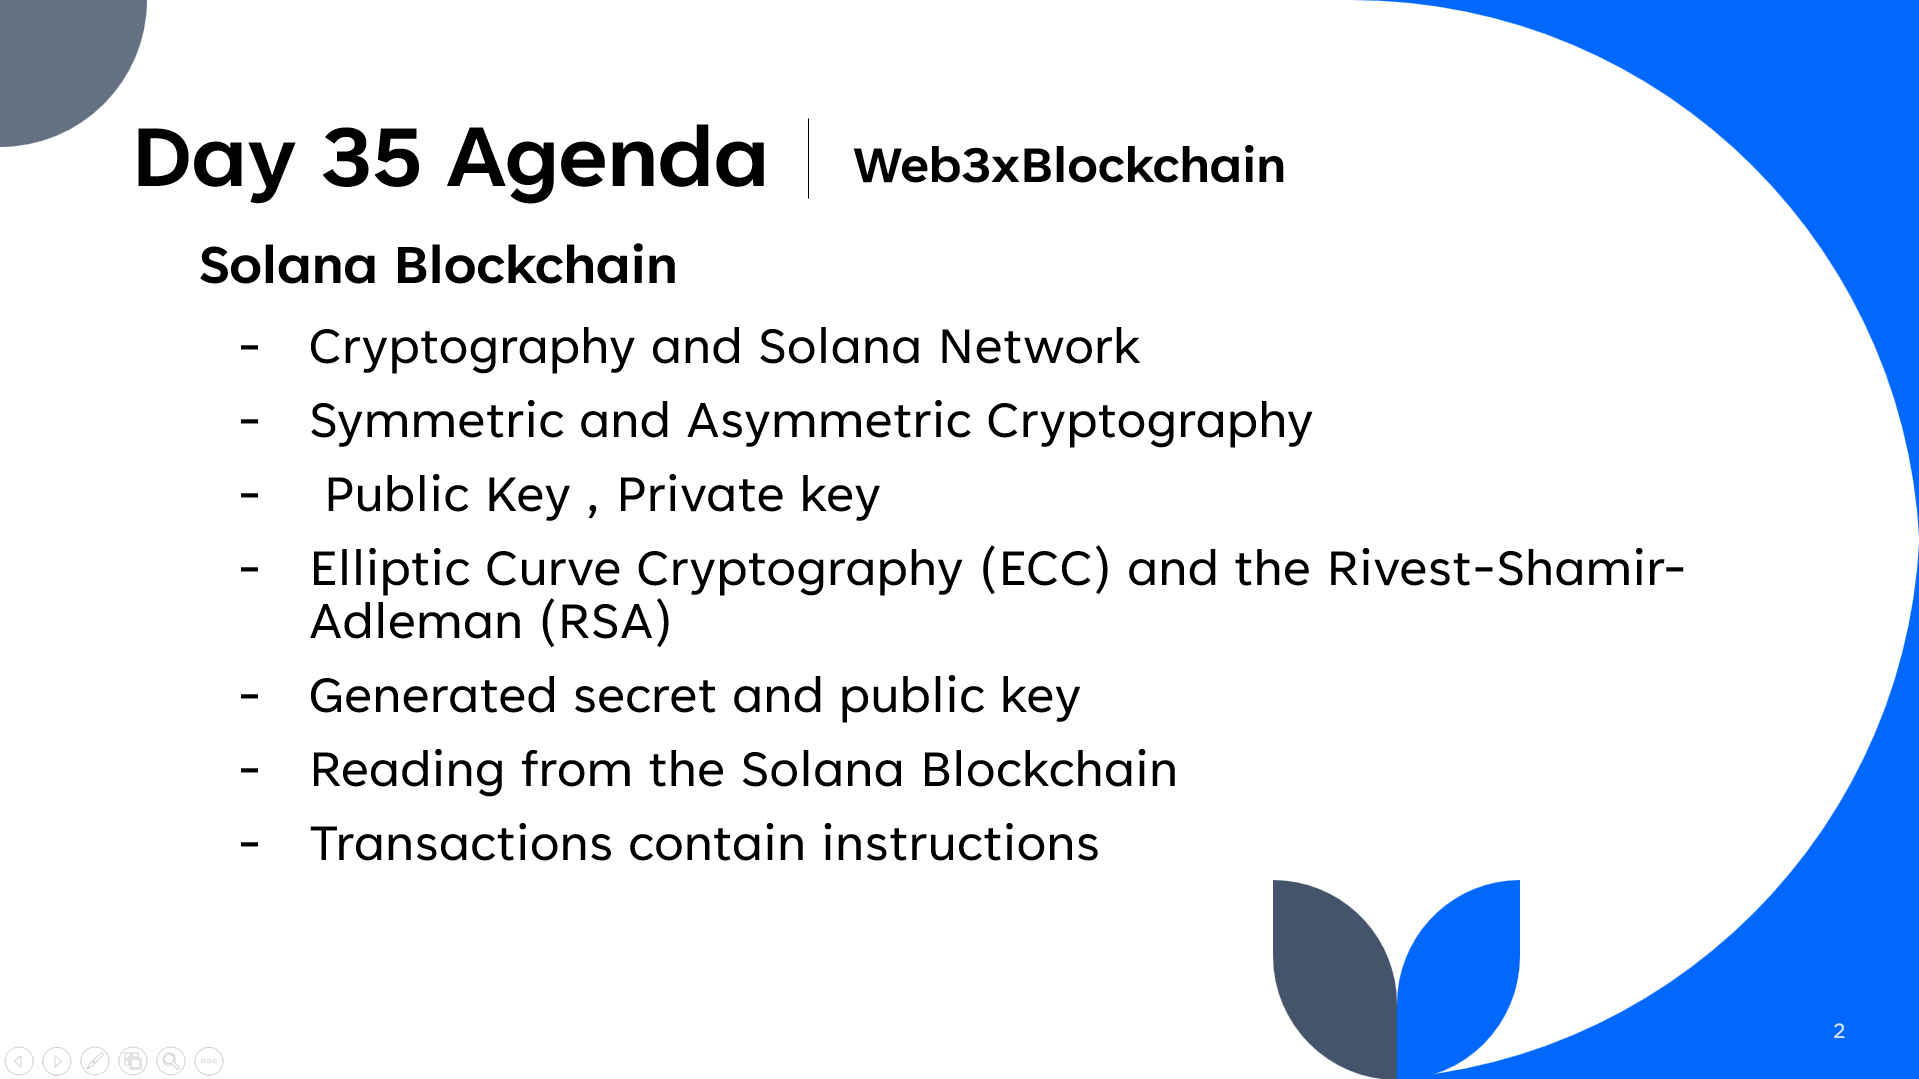 Day 35 Agenda
Web3xBlockchain
Solana Blockchain
- Cryptography and Solana Network
- Symmetric and Asymmetric Cryptography
- Public Key , Private key
- Elliptic Curve Cryptography (ECC) and the Rivest-Shamir-
Adleman (RSA)
- Generated secret and public key
- Reading from the Solana Blockchain
- Transactions contain instructions
2